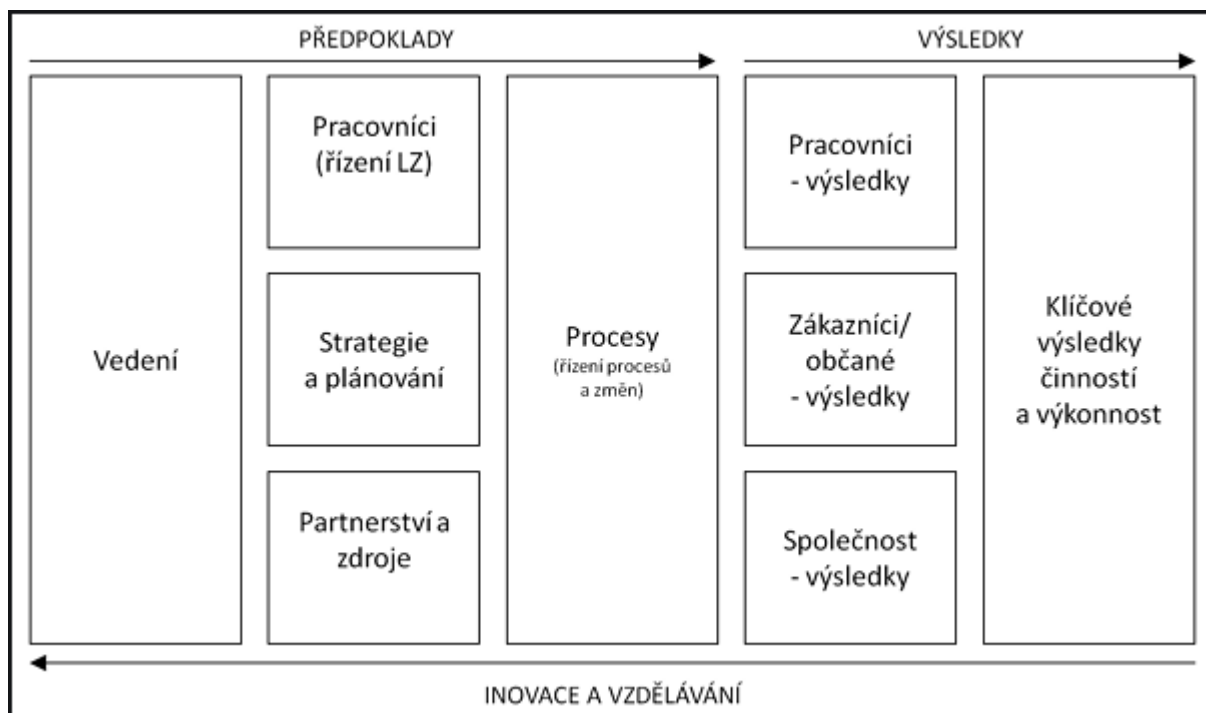 PŘEDPOKLADY
VÝSLEDKY
Vedení
Pracovníci
(řízení LZ)
Strategie
a plánování
Partnerství a
zdroje
Procesy
(řízení procesů
a změn)
Pracovníci
- výsledky
Zákazníci/
občané
- výsledky
Společnost
- výsledky
Klíčové
výsledky
činností
a výkonnost
INOVACE A VZDĚLÁVÁNÍ